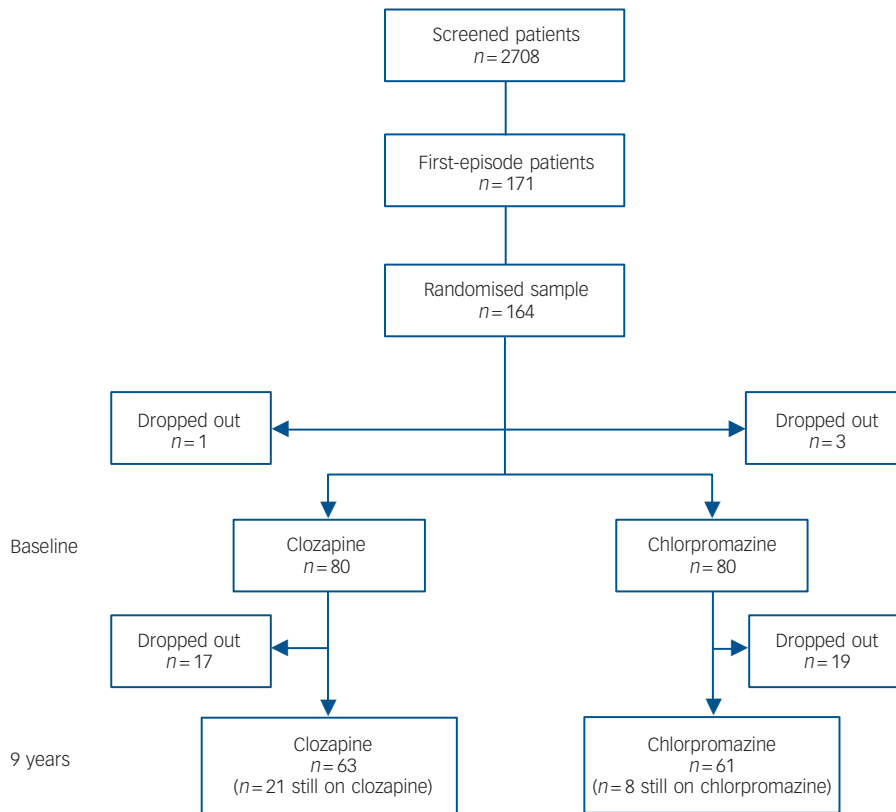 Screened patients
n=2708
First-episode patients
n=171
Randomised sample
n=164
Dropped out
n=1
Dropped out
n=3
Baseline
Clozapine
n=80
Chlorpromazine
n=80
Dropped out
n=17
Dropped out
n=19
9 years
Clozapine
n=63
(n=21 still on clozapine)
Chlorpromazine
n=61
(n=8 still on chlorpromazine)